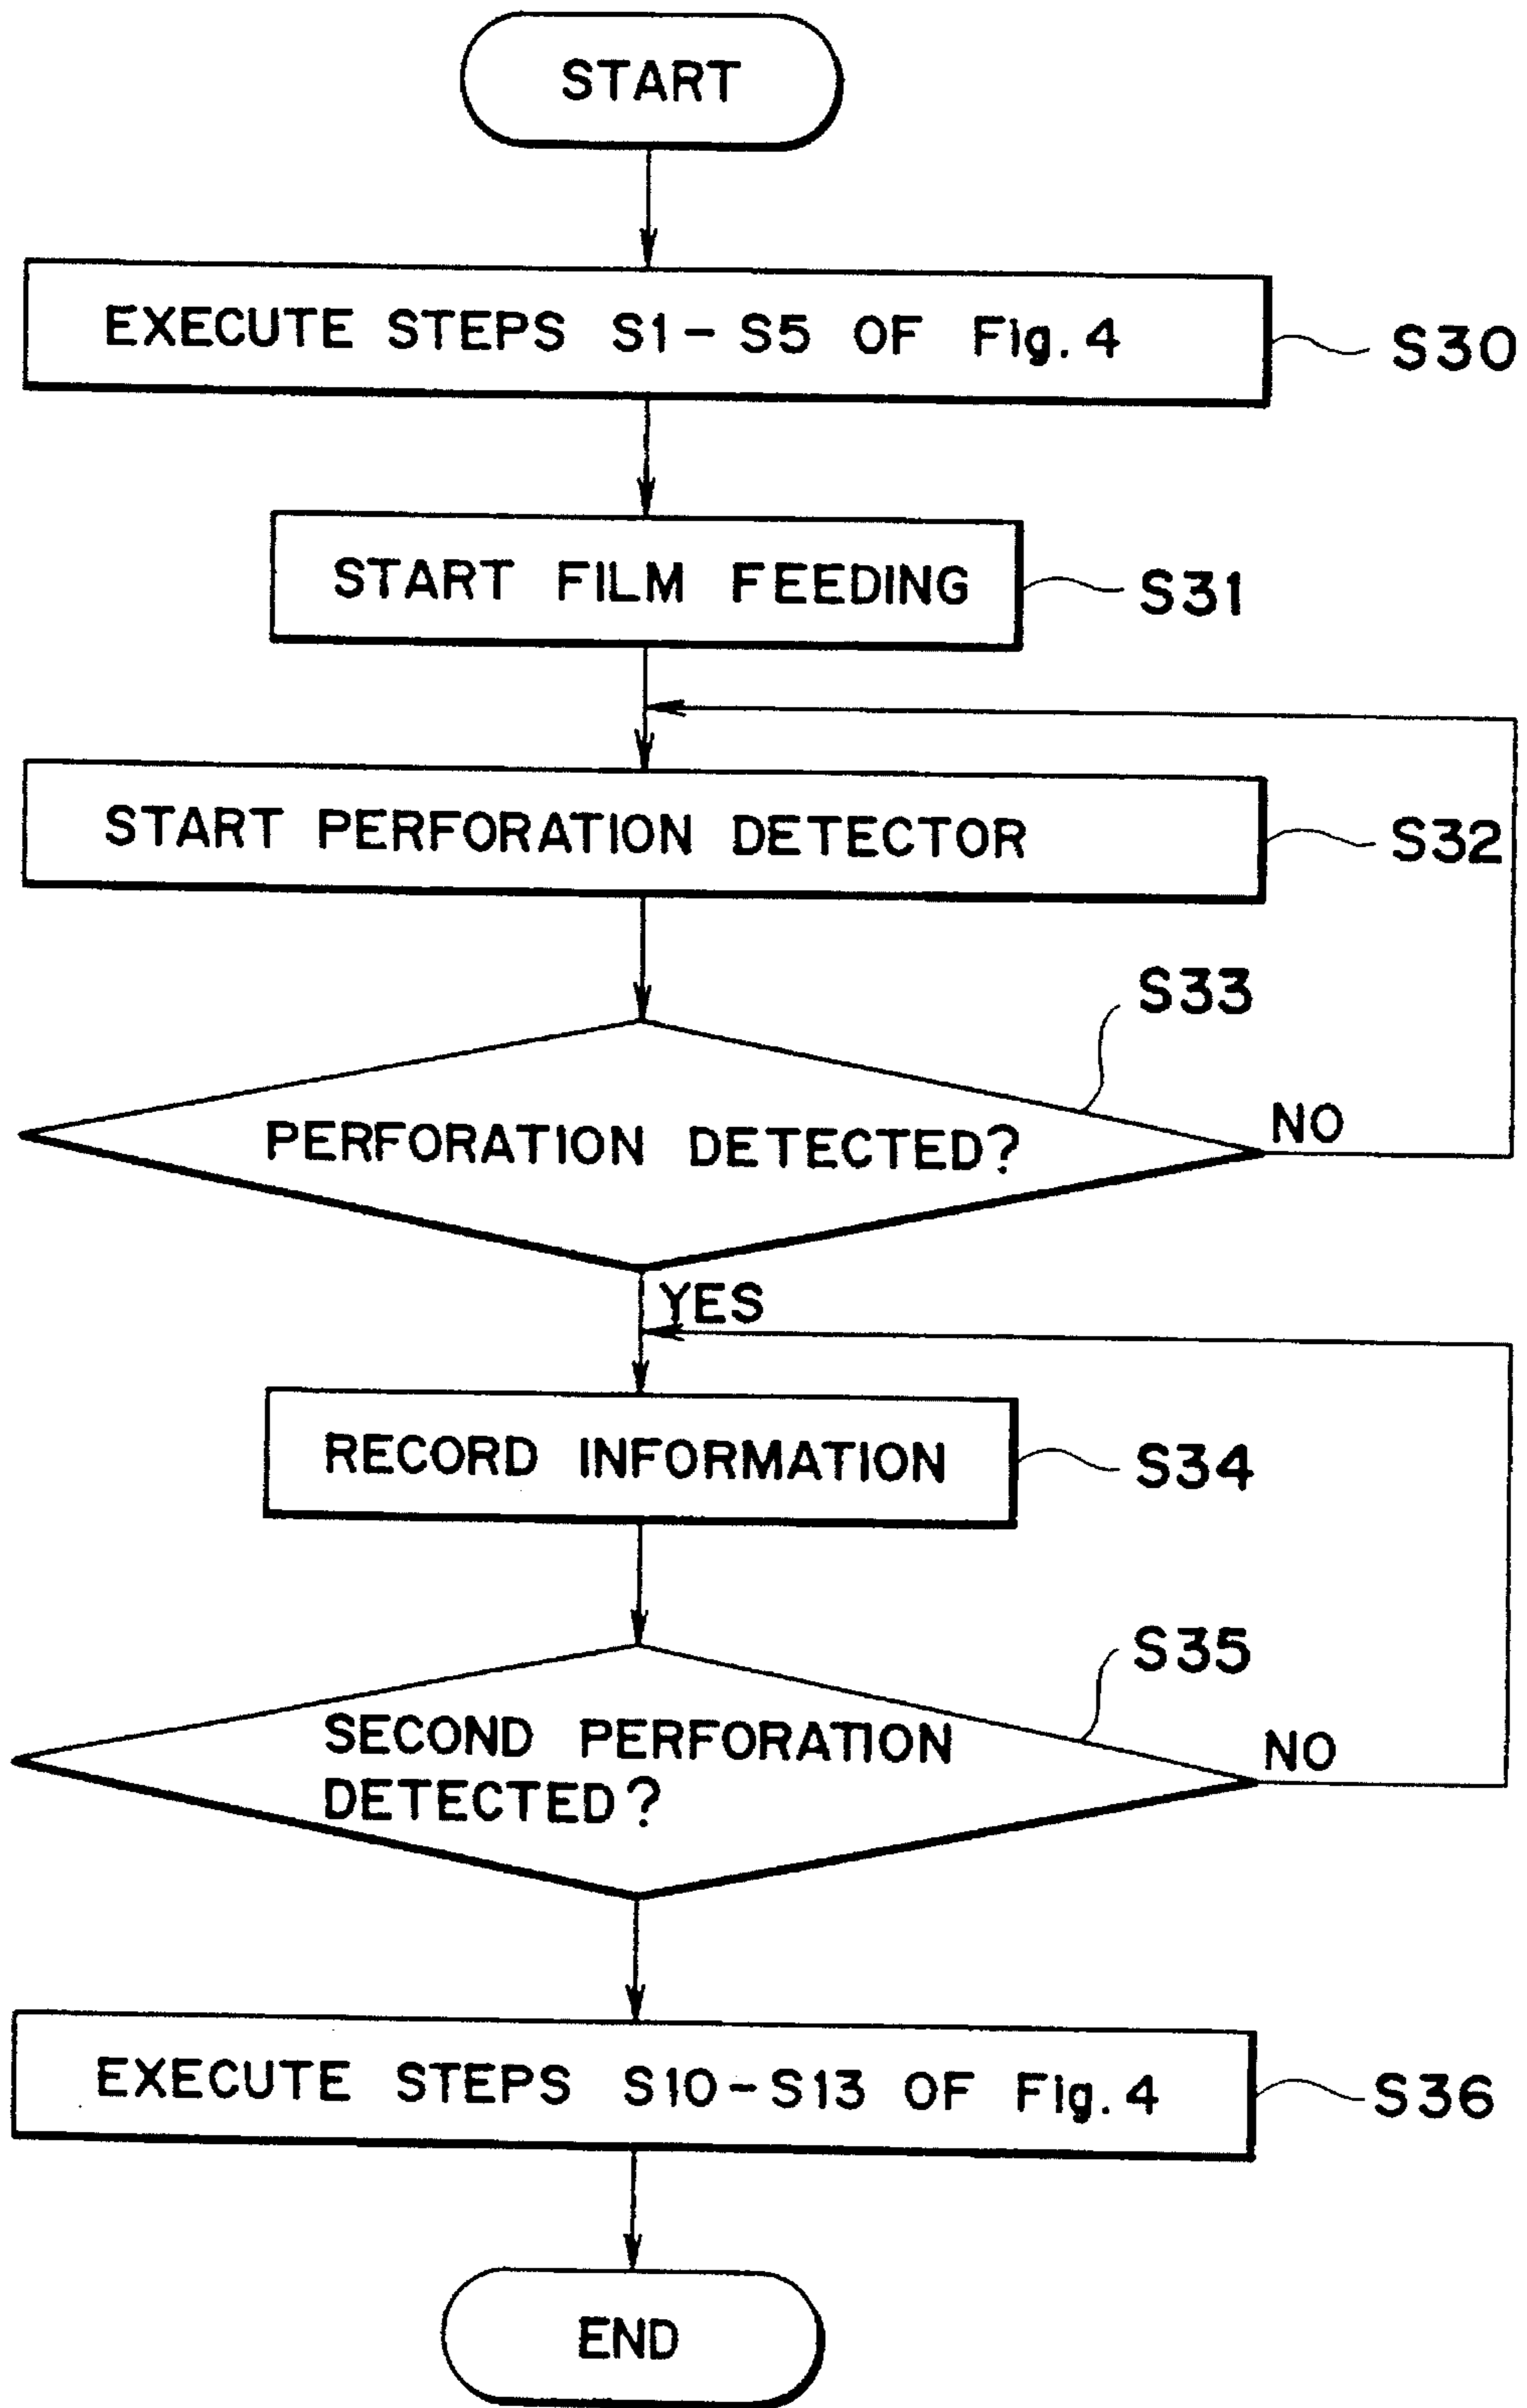 START
EXECUTE STEPS S1-S5 OF Fig. 4
S30
START FILM FEEDING
S31
START PERFORATION DETECTOR
S32
S33
PERFORATION DETECTED?
NO
YES
RECORD INFORMATION
S34
S35
SECOND PERFORATION
DETECTED?
NO
EXECUTE STEPS S10-S13 OF Fig. 4
S36
END